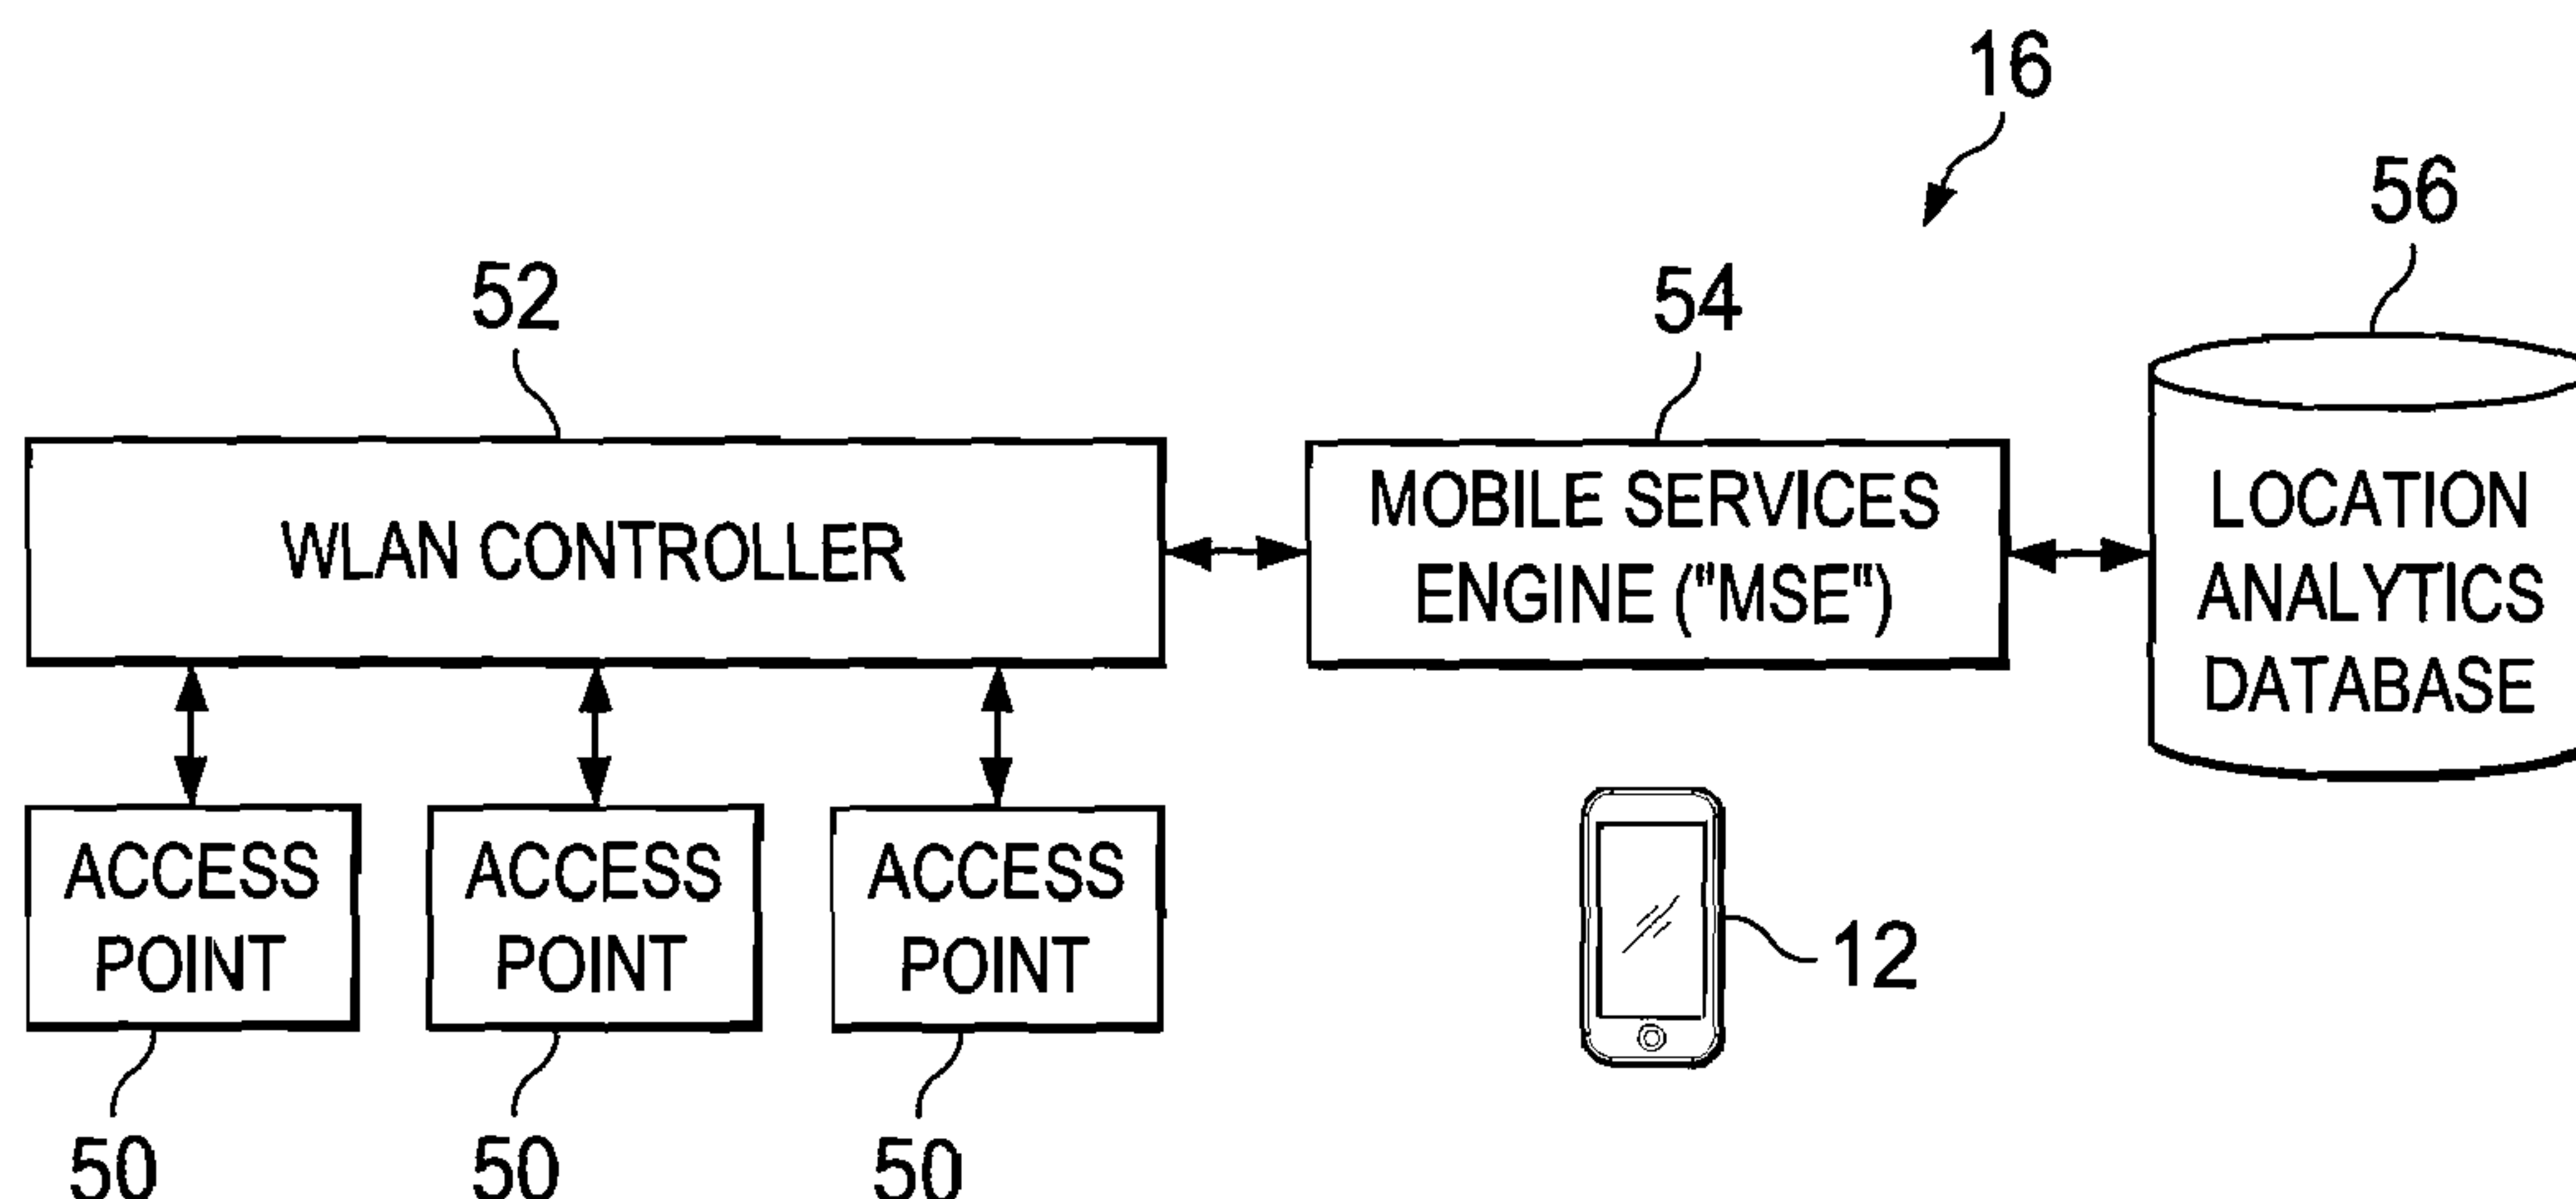 16
56
52
54
WLAN CONTROLLER
MOBILE SERVICES
ENGINE ("MSE")
LOCATION
ANALYTICS
DATABASE
ACCESS
POINT
ACCESS
POINT
ACCESS
POINT
12
50
50
50